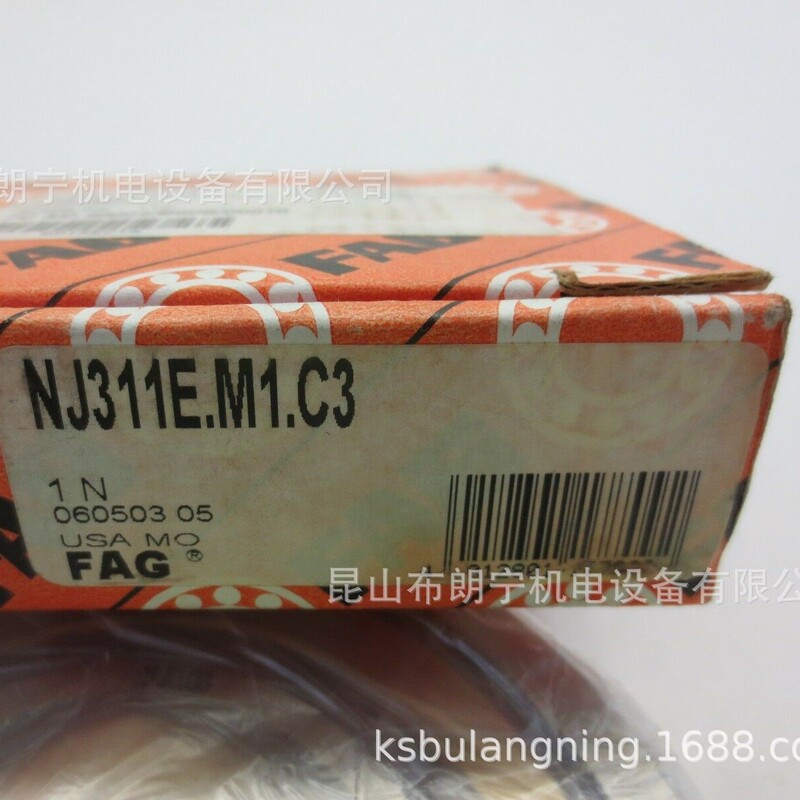 朗宁机电设备有限公司
FAG
FAG
NJ311E.M1.C3
1 N
060503 05
USA MO
FAG®
昆山布朗宁机电设备有限公司
ksbulangning.1688.co